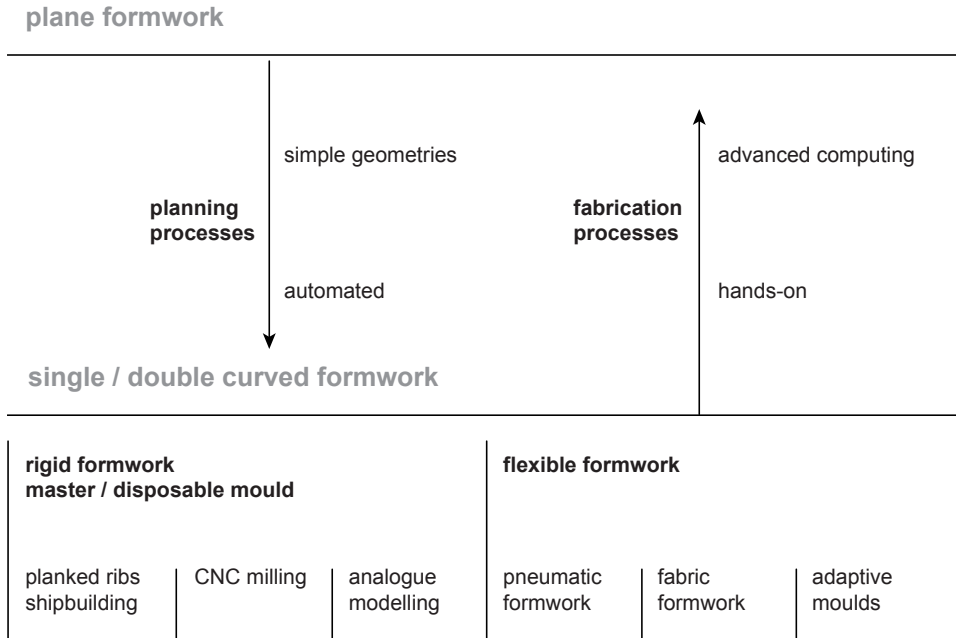 plane formwork
simple geometries
advanced computing
planning
processes
fabrication
processes
automated
hands-on
single / double curved formwork
rigid formwork
master / disposable mould
flexible formwork
planked ribs
shipbuilding
CNC milling
analogue
modelling
pneumatic
formwork
fabric
formwork
adaptive
moulds